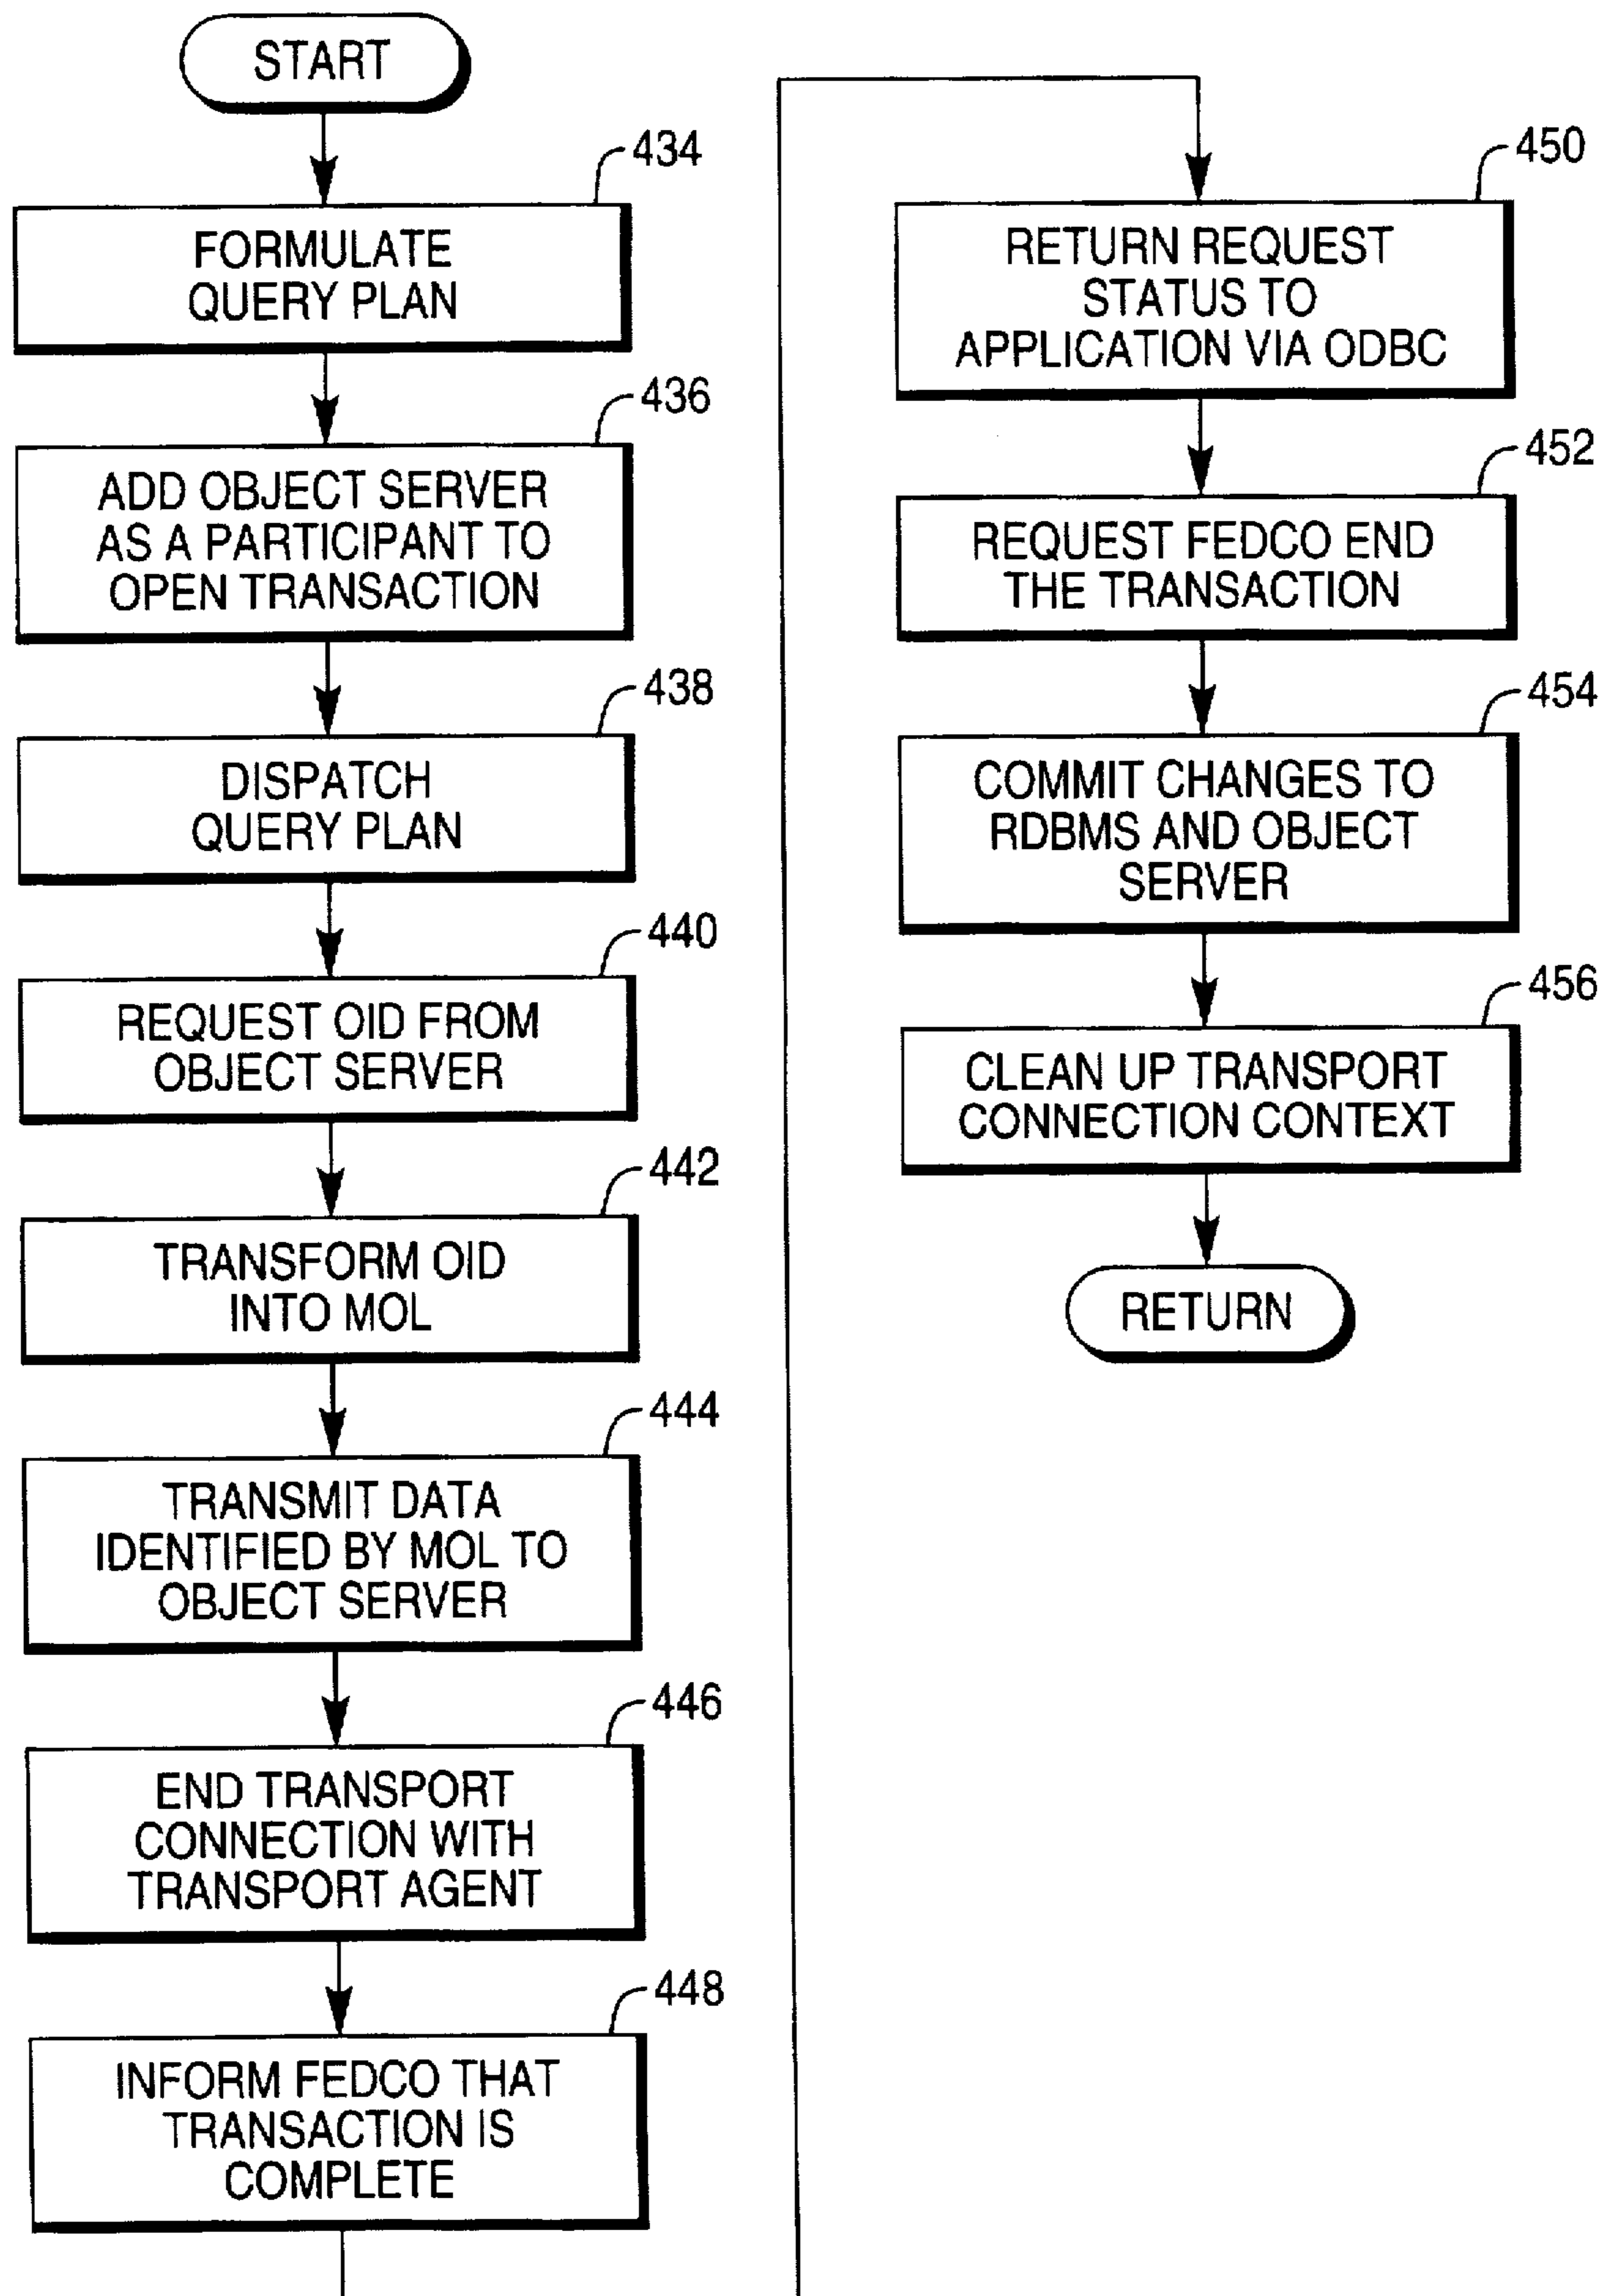 START
434
FORMULATE
QUERY PLAN
436
ADD OBJECT SERVER
AS A PARTICIPANT TO
OPEN TRANSACTION
438
DISPATCH
QUERY PLAN
440
REQUEST OID FROM
OBJECT SERVER
442
TRANSFORM OID
INTO MOL
444
TRANSMIT DATA
IDENTIFIED BY MOL TO
OBJECT SERVER
446
END TRANSPORT
CONNECTION WITH
TRANSPORT AGENT
448
INFORM FEDCO THAT
TRANSACTION IS
COMPLETE
450
RETURN REQUEST
STATUS TO
APPLICATION VIA ODBC
452
REQUEST FEDCO END
THE TRANSACTION
454
COMMIT CHANGES TO
RDBMS AND OBJECT
SERVER
456
CLEAN UP TRANSPORT
CONNECTION CONTEXT
RETURN